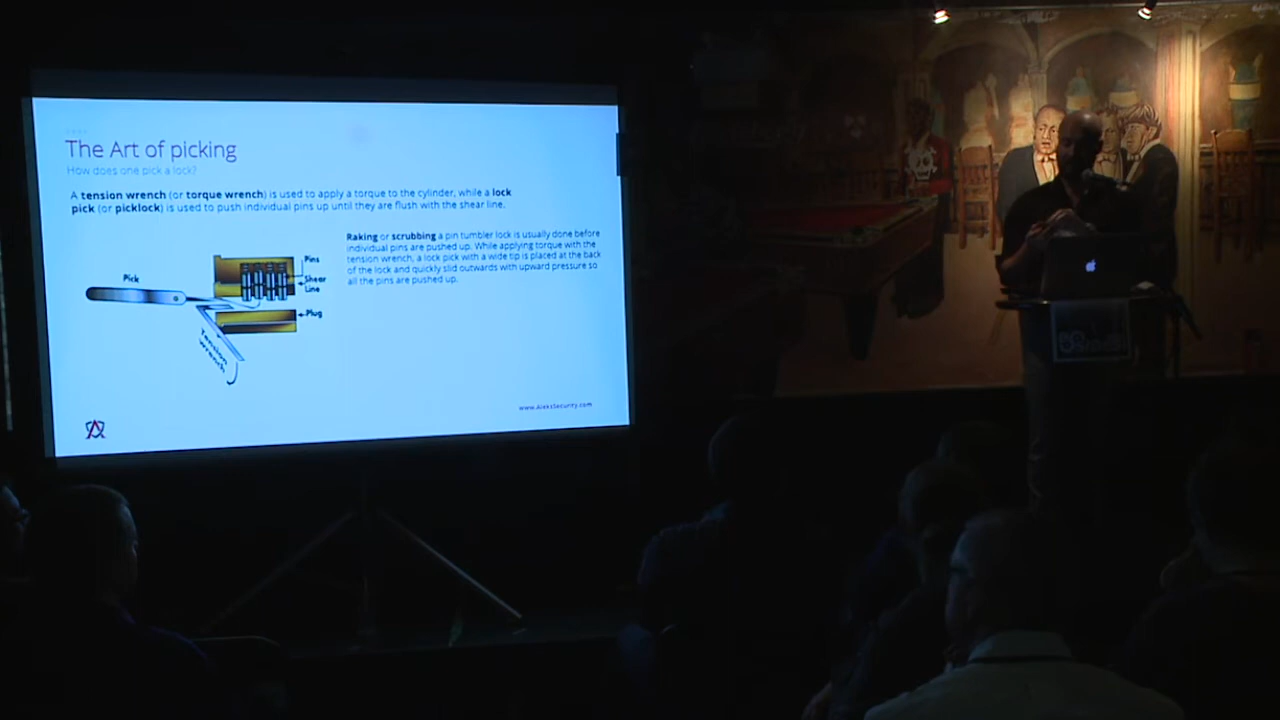 The Art of picking
How does one pick a lock?
A tension wrench (or torque wrench) is used to apply a torque to the cylinder, while a lock
pick (or picklock) is used to push individual pins up until they are flush with the shear line.
Raking or scrubbing a pin tumbler lock is usually done before
individual pins are pushed up. While applying torque with the
tension wrench, a lock pick with a wide tip is placed at the back
of the lock and quickly slid outwards with upward pressure so
all the pins are pushed up.
Pick
Pins
Shear
Line
Plug
Tension
wrench
www.AlekSecurity.com